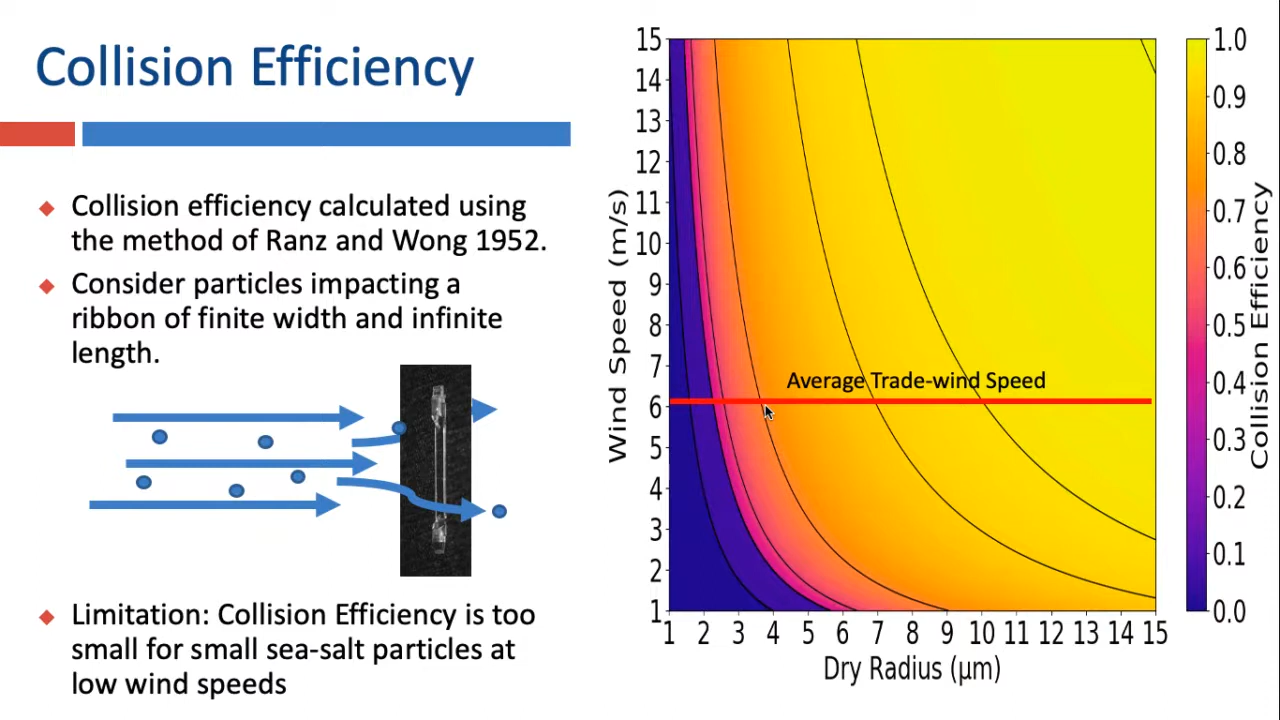 Collision Efficiency
Collision efficiency calculated using
the method of Ranz and Wong 1952.
Consider particles impacting a
ribbon of finite width and infinite
length.
Limitation: Collision Efficiency is too
small for small sea-salt particles at
low wind speeds
Wind Speed (m/s)
15
14
13
12
11
10
9
8
7
6
5
4
3
2
1
Average Trade-wind Speed
1 2 3 4 5 6 7 8 9 10 11 12 13 14 15
Dry Radius (μm)
1.0
0.9
0.8
0.7
0.6
0.5
0.4
0.3
0.2
0.1
0.0
Collision Efficiency